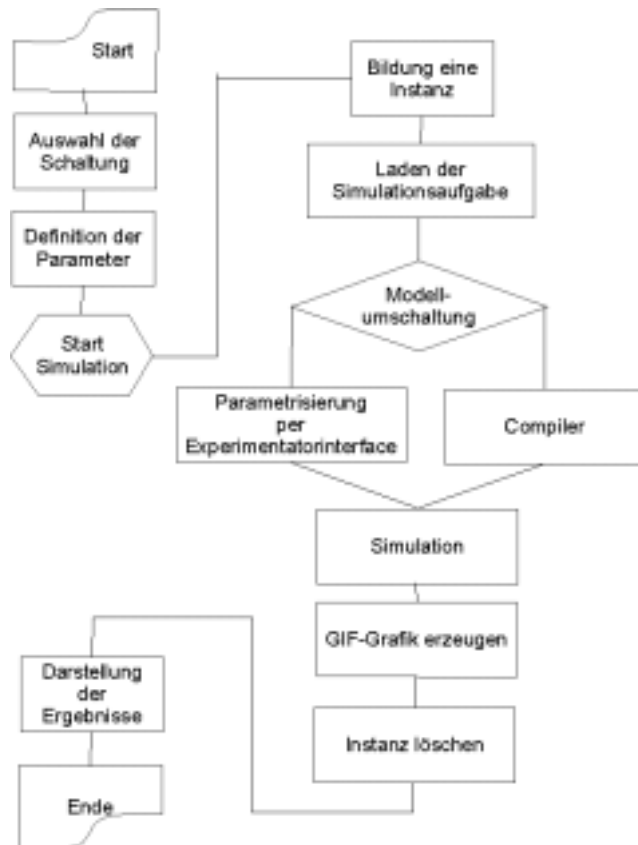 Start
Auswahl der
Schaltung
Definition der
Parameter
Start
Simulation
Bildung eine
Instanz
Laden der
Simulationsaufgabe
Modell-
umschaltung
Parametrisierung
per
Experimentatorinterface
Compiler
Simulation
GIF-Grafik erzeugen
Instanz löschen
Darstellung
der
Ergebnisse
Ende